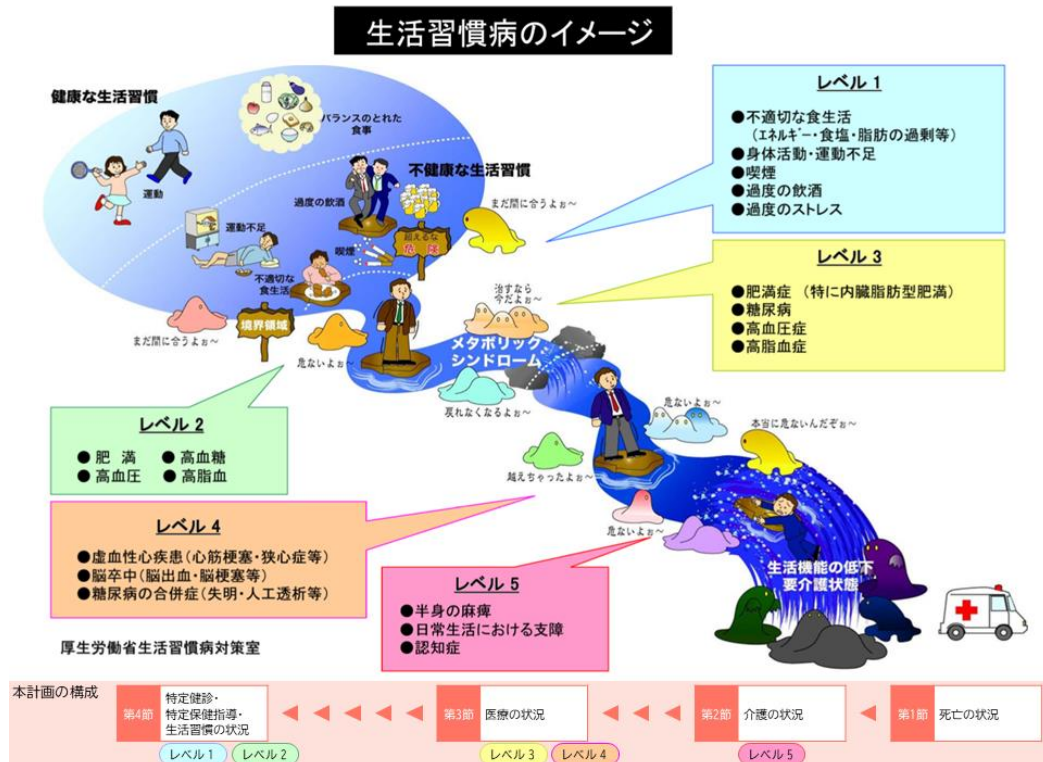 生活習慣病のイメージ
健康な生活習慣
バランスのとれた
食事
運動
不健康な生活習慣
過度の飲酒
まだ間に合うよぉ～
超えるな
危険
運動不足
喫煙
不適切な
食生活
境界領域
まだ間に合うよぉ～
危ないよぉ～
治すなら
今だよぉ～
メタボリック
シンドローム
戻れなくなるよぉ～
危ないよぉ～
本当に危ないんだぞぉ～
越えちゃったよぉ～
危ないよぉ～
生活機能の低下
要介護状態
レベル 1
●不適切な食生活
（エネルギー・食塩・脂肪の過剰等）
●身体活動・運動不足
●喫煙
●過度の飲酒
●過度のストレス
レベル 3
●肥満症　（特に内臓脂肪型肥満）
●糖尿病
●高血圧症
●高脂血症
レベル 2
●肥 満　●高血糖
●高血圧　●高脂血
レベル 4
●虚血性心疾患(心筋梗塞・狭心症等)
●脳卒中(脳出血・脳梗塞等)
●糖尿病の合併症(失明・人工透析等)
レベル 5
●半身の麻痺
●日常生活における支障
●認知症
厚生労働省生活習慣病対策室
本計画の構成
第4節 特定健診・
特定保健指導・
生活習慣の状況
レベル 1 レベル 2
第3節 医療の状況
レベル 3 レベル 4
第2節 介護の状況
レベル 5
第1節 死亡の状況